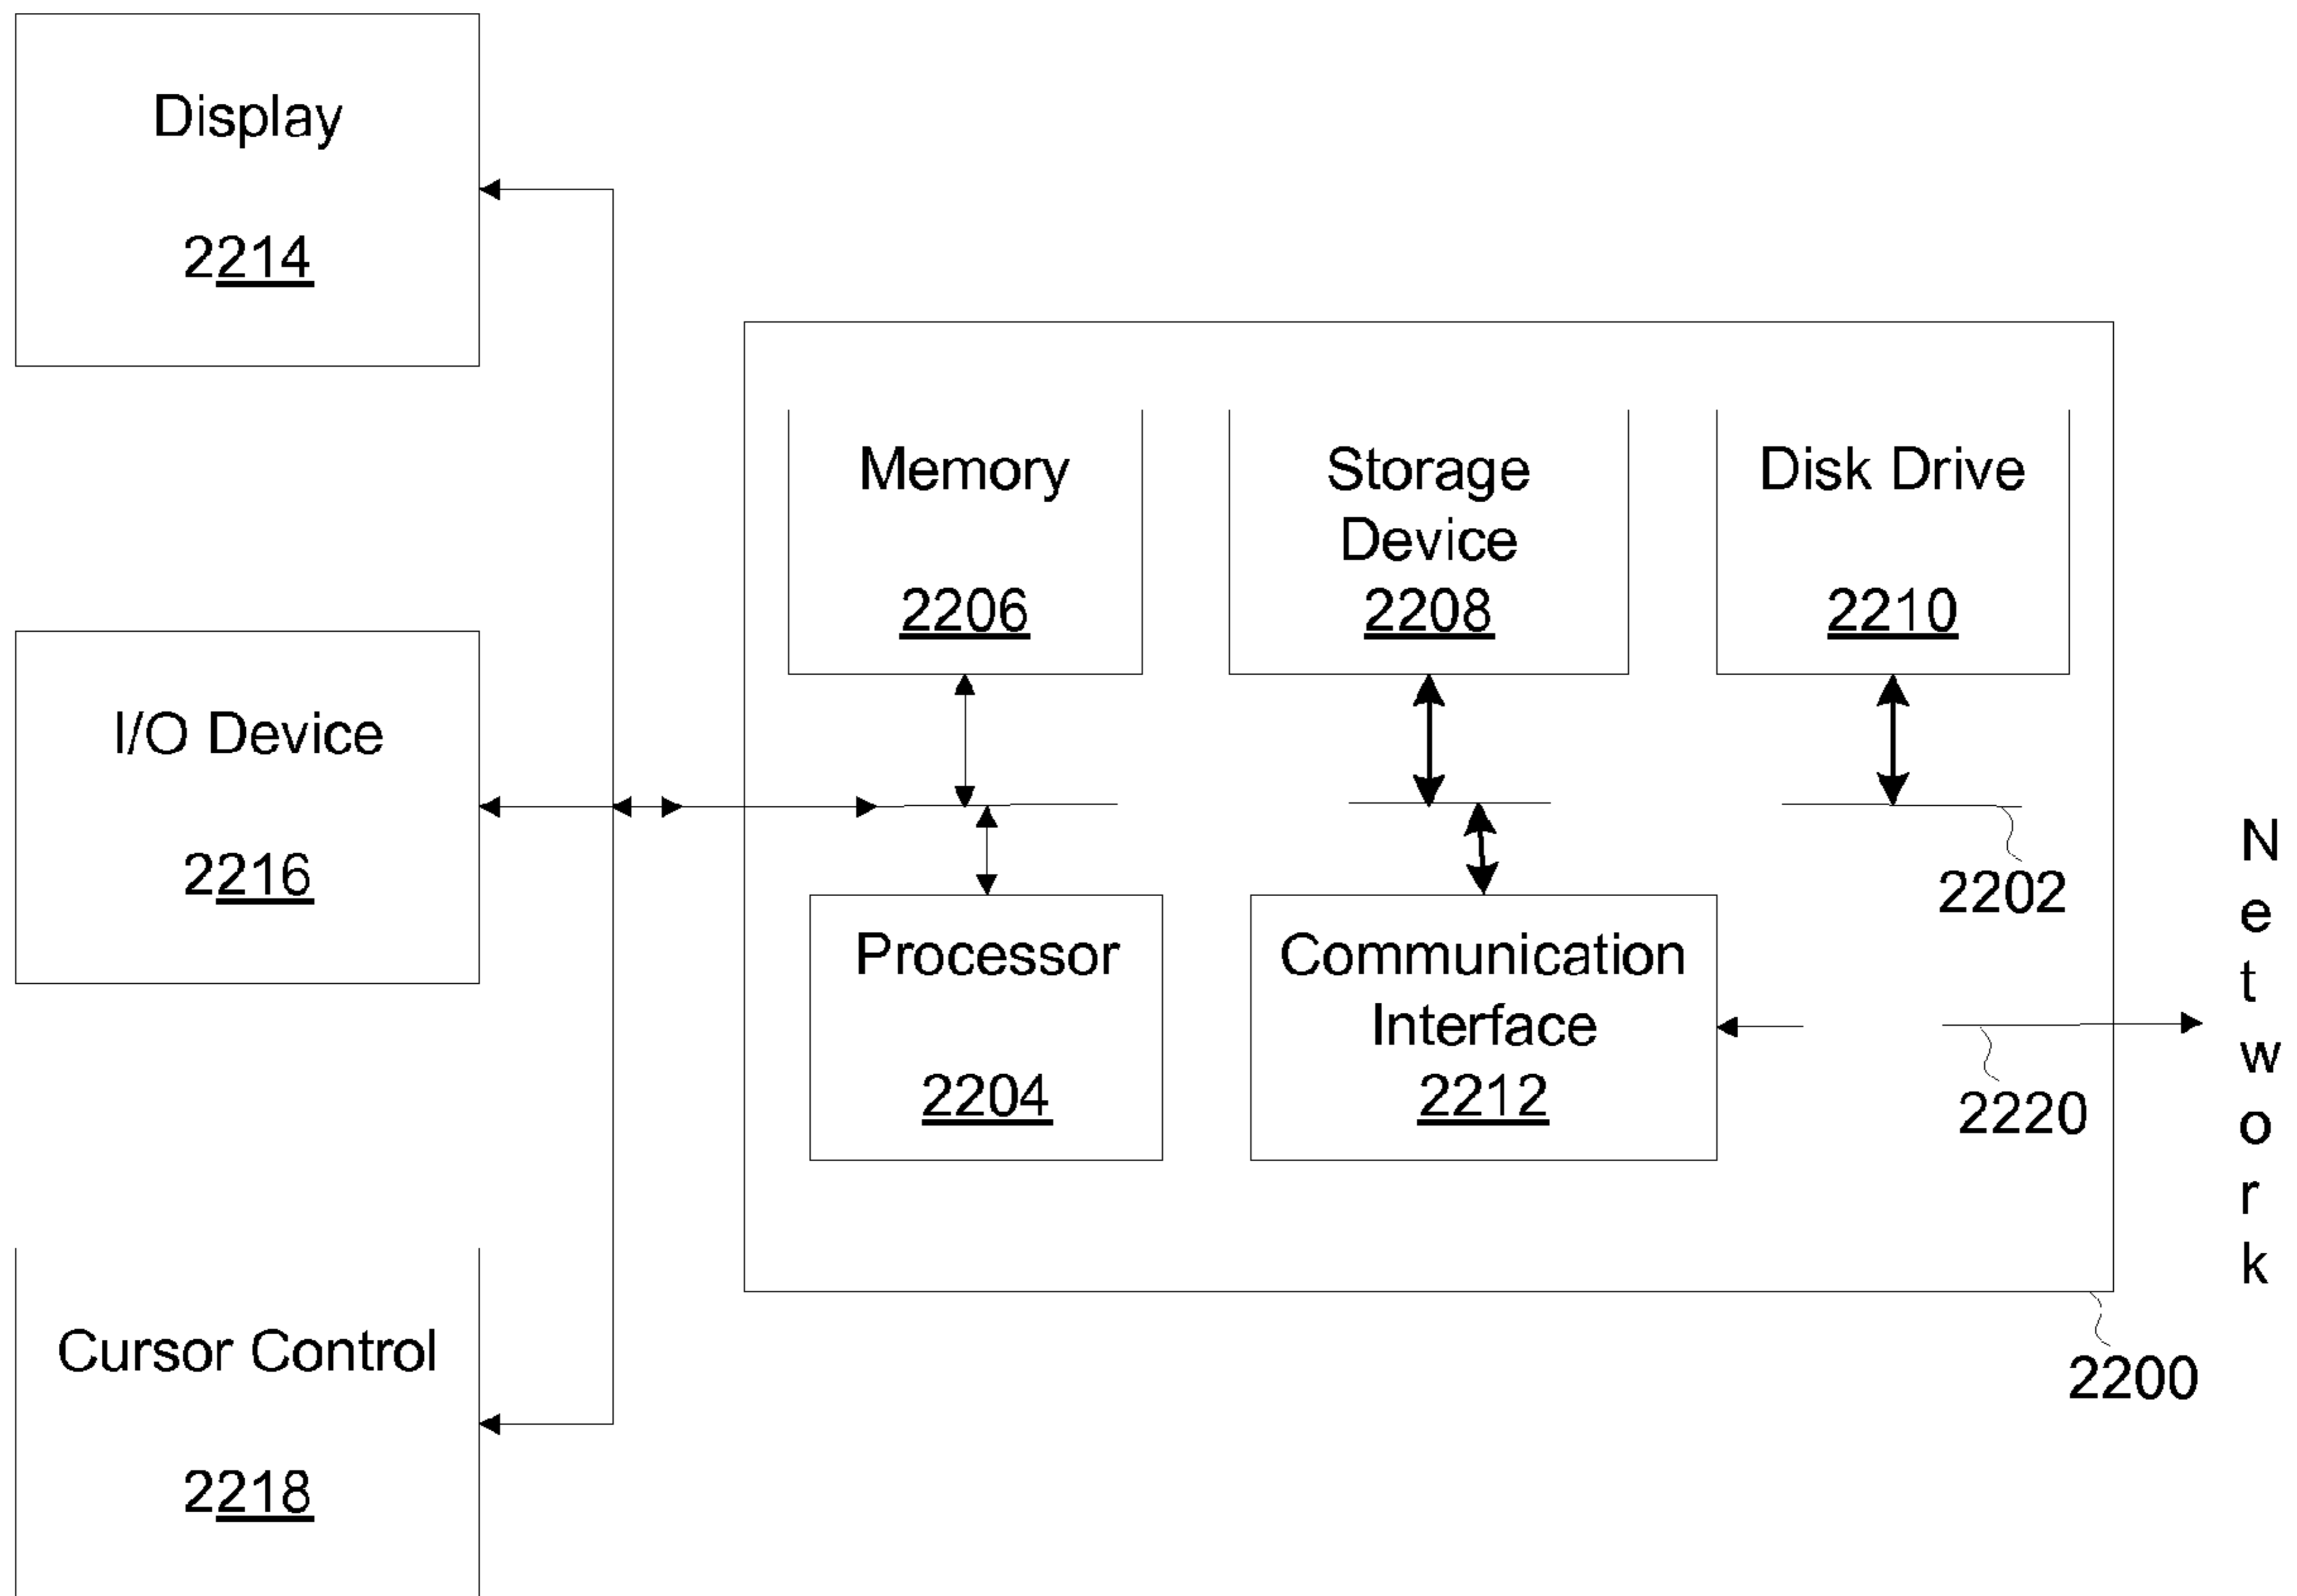 Display
2214
Memory
2206
Storage
Device
2208
Disk Drive
2210
I/O Device
2216
2202
Processor
2204
Communication
Interface
2212
2220
Network
2200
Cursor Control
2218